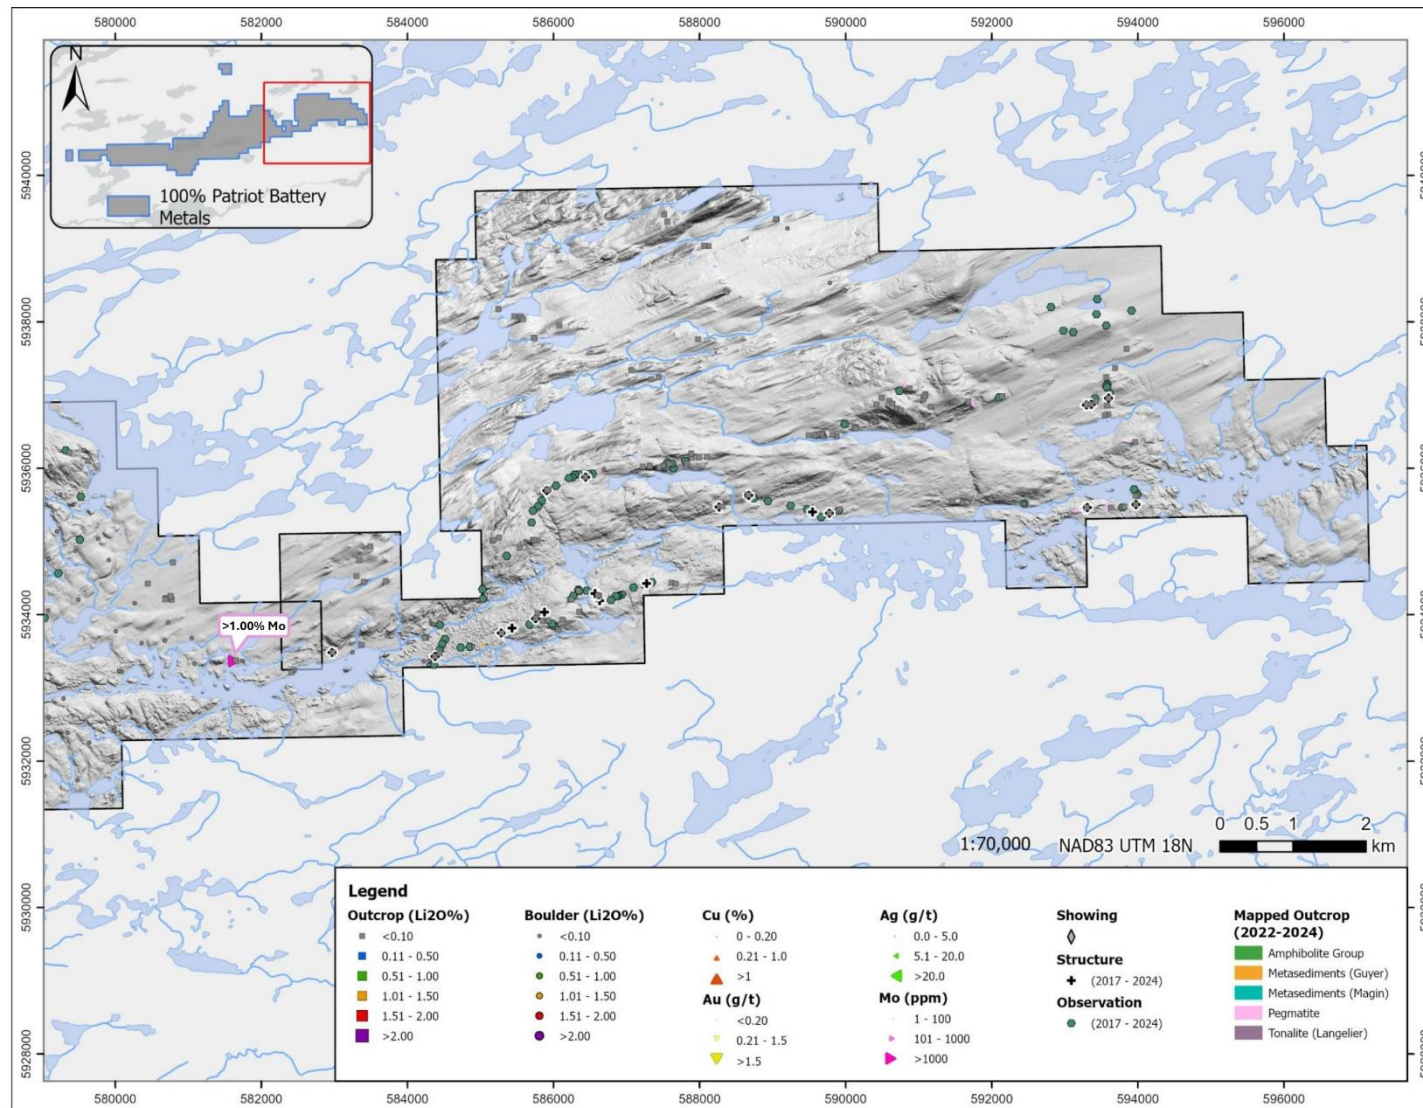 580000 582000 584000 586000 588000 590000 592000 594000 596000
N
100% Patriot Battery
Metals
5940000 5940000
5938000 5938000
5936000 5936000
5934000 5934000
5932000 5932000
5930000 5930000
5928000 5928000
>1.00% Mo
0 0.5 1 2
1:70,000 NAD83 UTM 18N km
Legend
Outcrop (Li2O%)
<0.10
0.11 - 0.50
0.51 - 1.00
1.01 - 1.50
1.51 - 2.00
>2.00
Boulder (Li2O%)
<0.10
0.11 - 0.50
0.51 - 1.00
1.01 - 1.50
1.51 - 2.00
>2.00
Cu (%)
0 - 0.20
0.21 - 1.0
>1
Au (g/t)
<0.20
0.21 - 1.5
>1.5
Ag (g/t)
0.0 - 5.0
5.1 - 20.0
>20.0
Mo (ppm)
1 - 100
101 - 1000
>1000
Showing
Structure
(2017 - 2024)
Observation
(2017 - 2024)
Mapped Outcrop
(2022-2024)
Amphibolite Group
Metasediments (Guyer)
Metasediments (Magin)
Pegmatite
Tonalite (Langelier)
580000 582000 584000 586000 588000 590000 592000 594000 596000